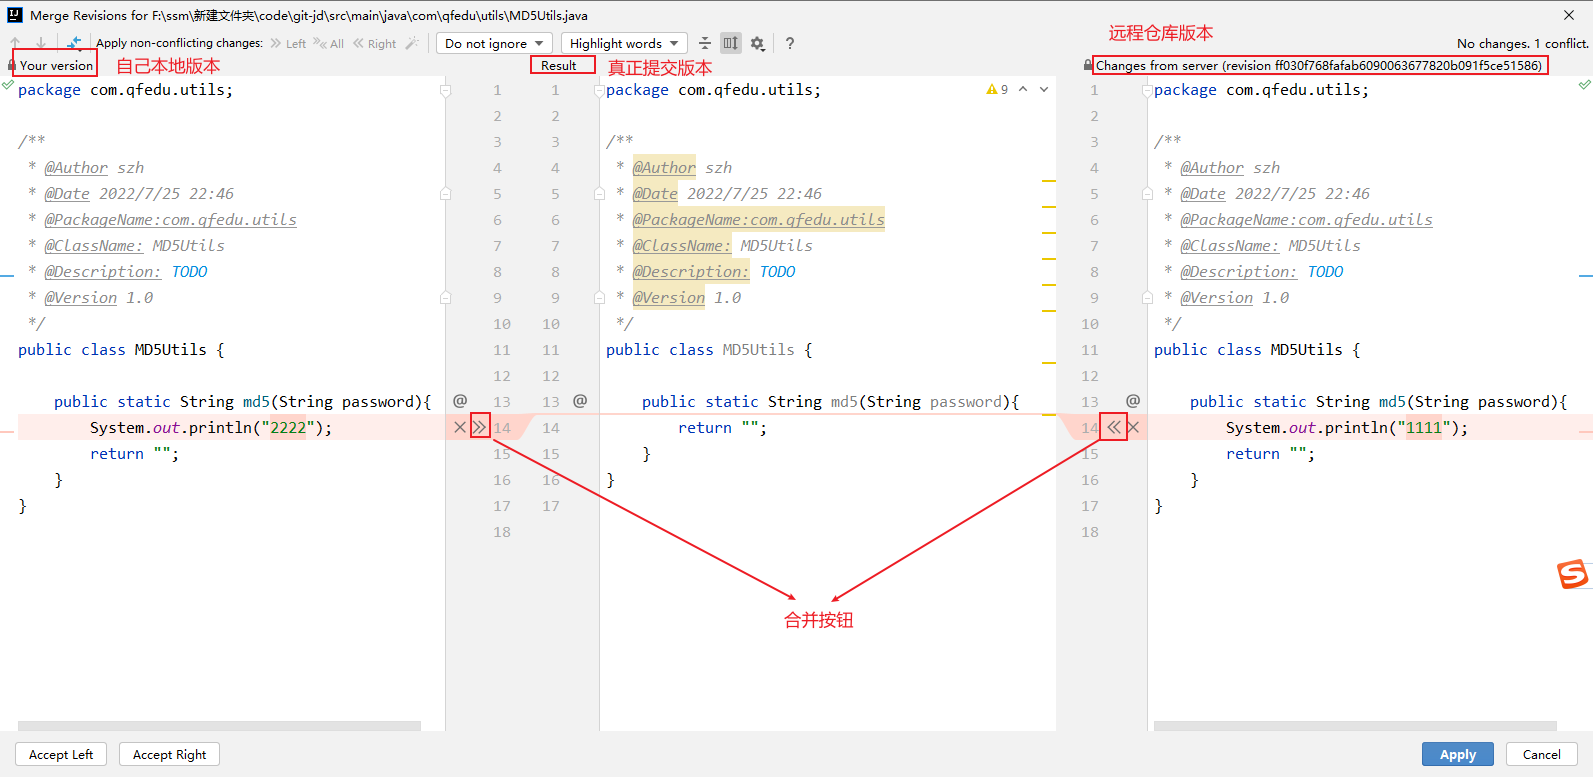 Merge Revisions for F:\ssm\新建文件夹\code\git-jd\src\main\java\com\qfedu\utils\MD5Utils.java
Apply non-conflicting changes: Left All Right Do not ignore Highlight words ? 远程仓库版本 No changes. 1 conflict.
Your version 自己本地版本 Result 真正提交版本 Changes from server (revision ff030f768fafab6090063677820b091f5ce51586)
package com.qfedu.utils; 1
2
/** 3
* @Author szh 4
* @Date 2022/7/25 22:46 5
* @PackageName:com.qfedu.utils 6
* @ClassName: MD5Utils 7
* @Description: TODO 8
* @Version 1.0 9
*/ 10
public class MD5Utils { 11
12
public static String md5(String password){ @ 13
System.out.println("2222"); 14
return ""; 15
} 16
} 17
18
1 package com.qfedu.utils; 9
2
3 /**
4 * @Author szh
5 * @Date 2022/7/25 22:46
6 * @PackageName:com.qfedu.utils
7 * @ClassName: MD5Utils
8 * @Description: TODO
9 * @Version 1.0
10 */
11 public class MD5Utils {
12
13 @ public static String md5(String password){
14 return "";
15 }
16 }
17
1 package com.qfedu.utils;
2
3 /**
4 * @Author szh
5 * @Date 2022/7/25 22:46
6 * @PackageName:com.qfedu.utils
7 * @ClassName: MD5Utils
8 * @Description: TODO
9 * @Version 1.0
10 */
11 public class MD5Utils {
12
13 @ public static String md5(String password){
14 System.out.println("1111");
15 return "";
16 }
17 }
18
合并按钮
S
Accept Left Accept Right Apply Cancel